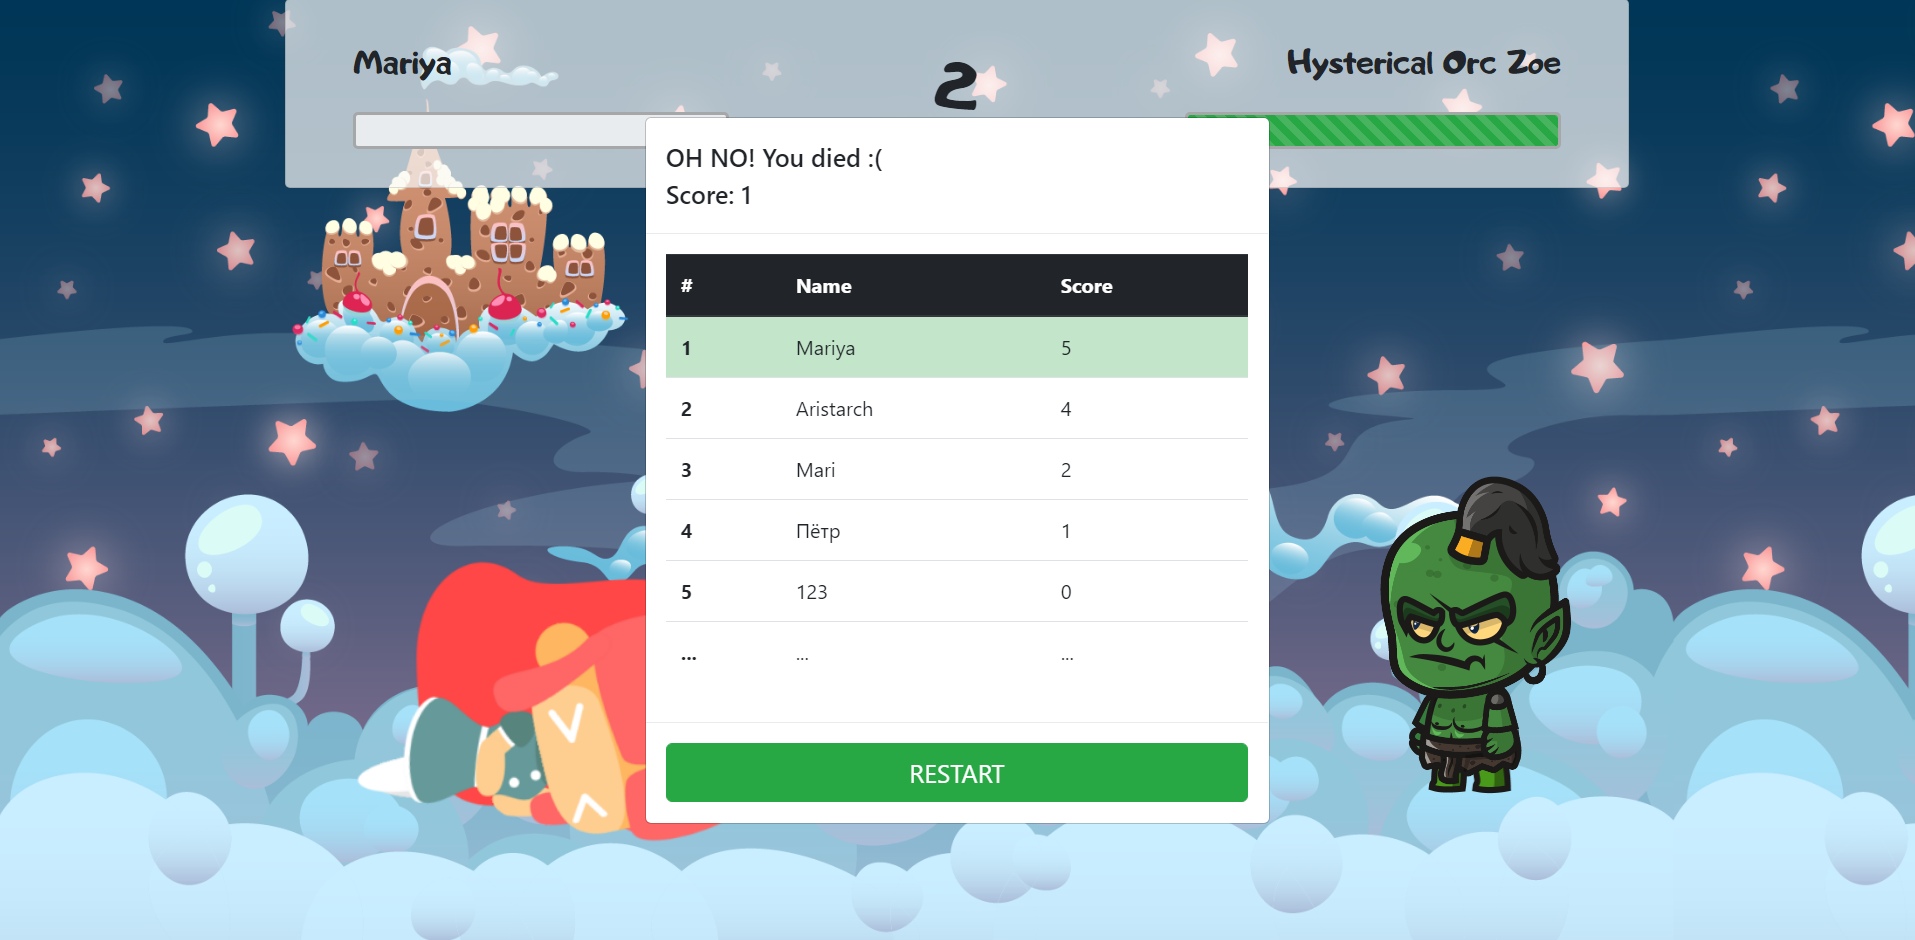 Mariya
2
Hysterical Orc Zoe
OH NO! You died :(
Score: 1
# Name Score
1 Mariya 5
2 Aristarch 4
3 Mari 2
4 Пётр 1
5 123 0
... ... ...
RESTART